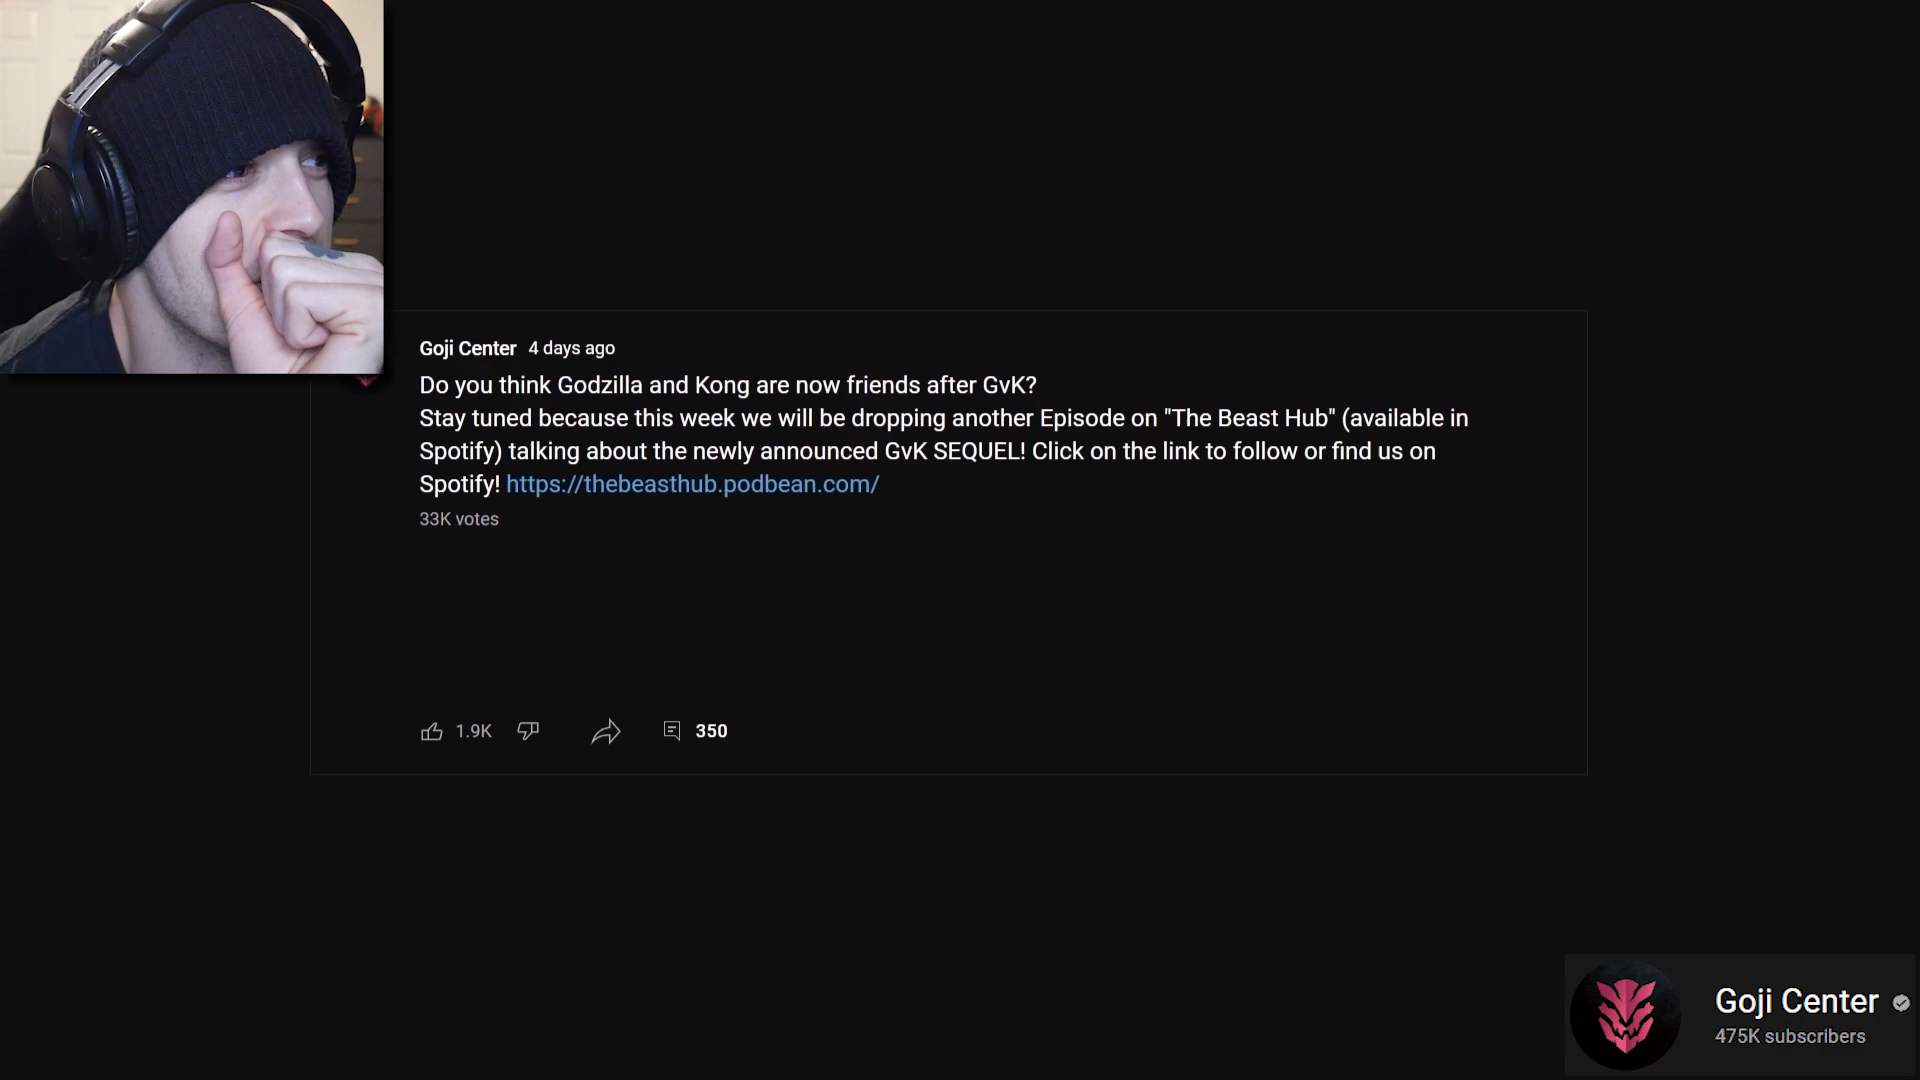 Goji Center 4 days ago
Do you think Godzilla and Kong are now friends after GvK?
Stay tuned because this week we will be dropping another Episode on "The Beast Hub" (available in
Spotify) talking about the newly announced GvK SEQUEL! Click on the link to follow or find us on
Spotify! https://thebeasthub.podbean.com/
33K votes
1.9K 350
Goji Center
475K subscribers